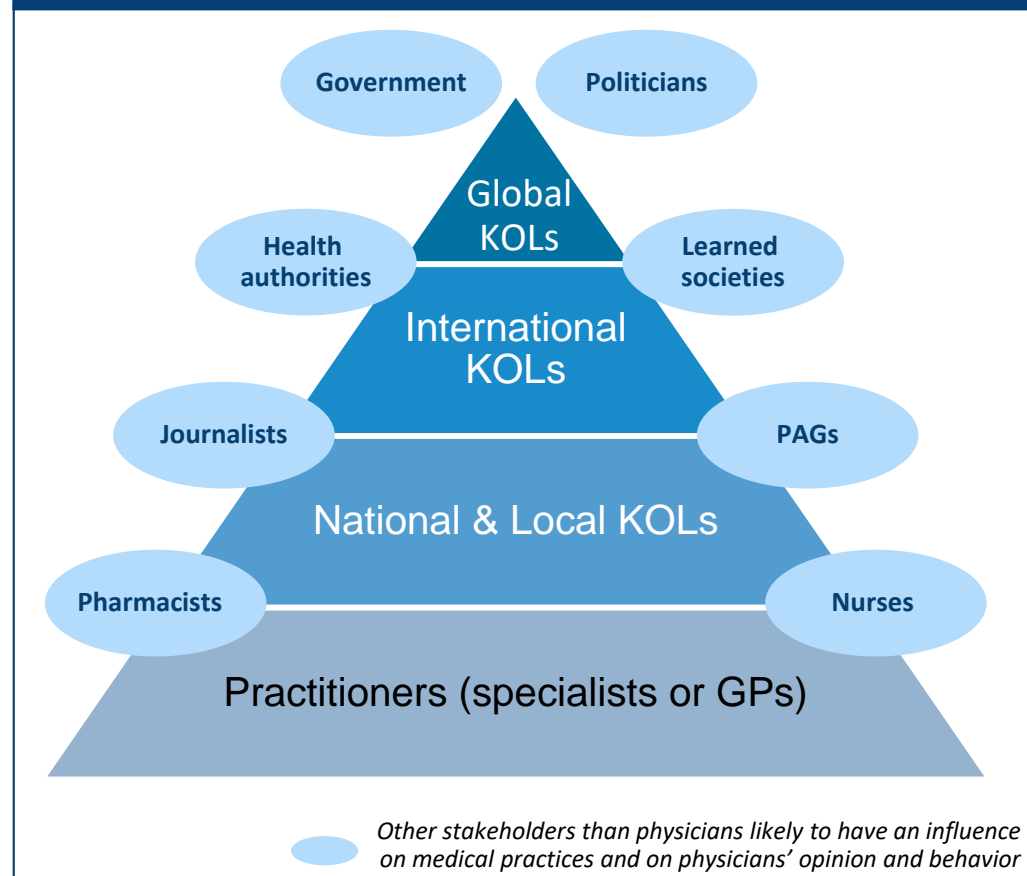 Government
Politicians
Global
KOLs
Health
authorities
Learned
societies
International
KOLs
Journalists
PAGs
National & Local KOLs
Pharmacists
Nurses
Practitioners (specialists or GPs)
Other stakeholders than physicians likely to have an influence
on medical practices and on physicians’ opinion and behavior